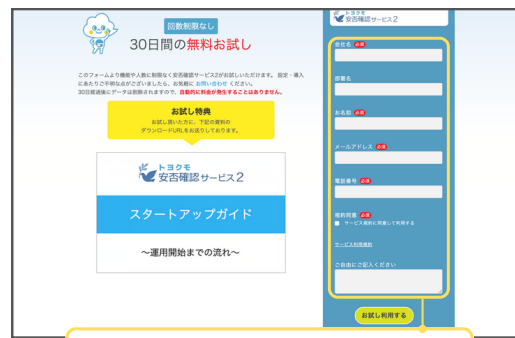 回数制限なし
30日間の無料お試し
このフォームより機能や人数に制限なく安否確認サービス2がお試しいただけます。 設定・導入
にあたりご不明な点がございましたら、お気軽に お問い合わせ ください。
30日経過後にデータは削除されますので、自動的に料金が発生することはありません。
お試し特典
お試し頂いた方に、下記の資料の
ダウンロードURLをお送りしております。
トヨクモ
安否確認サービス2
スタートアップガイド
〜運用開始までの流れ〜
トヨクモ
安否確認サービス2
会社名 必須
部署名
お名前 必須
メールアドレス 必須
電話番号 必須
規約同意 必須
サービス規約に同意して利用する
サービス利用規約
ご自由にご記入ください
お試し利用する